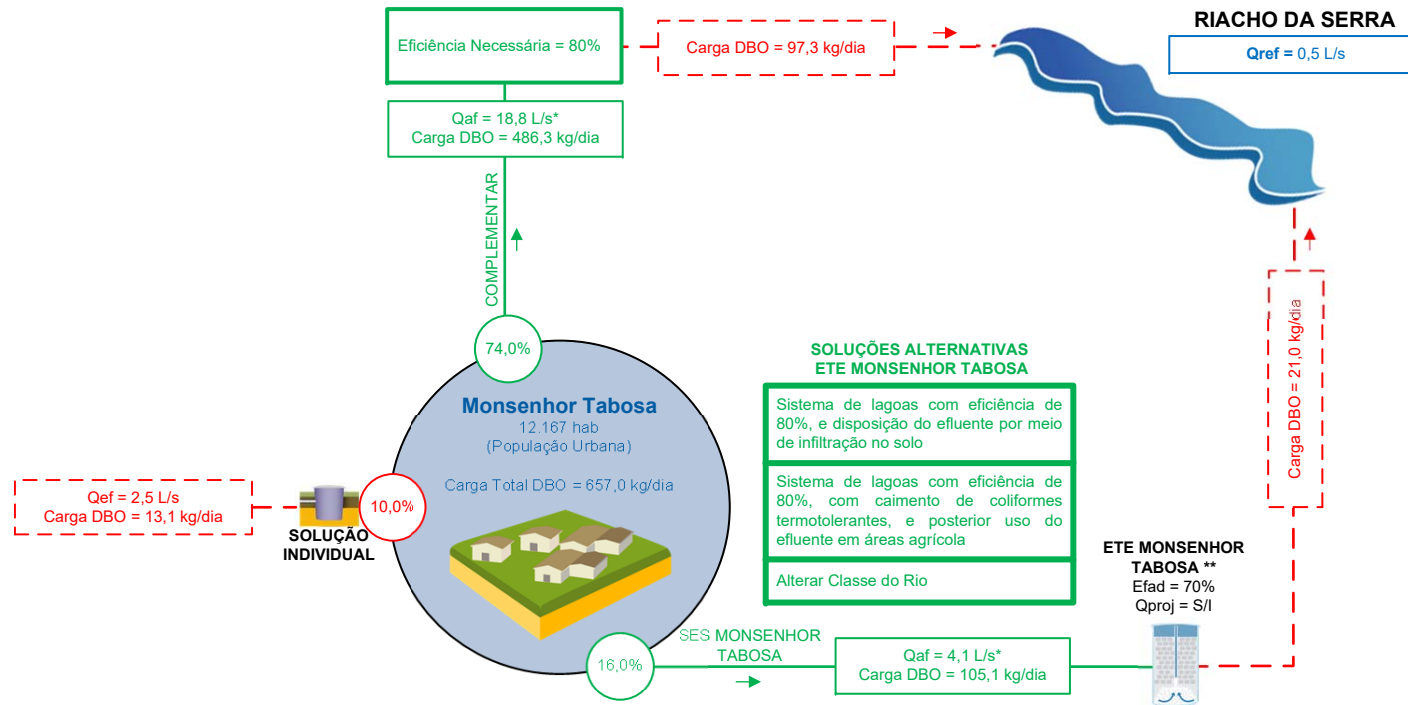 RIACHO DA SERRA
Qref = 0,5 L/s
Eficiência Necessária = 80%
Carga DBO = 97,3 kg/dia
Qaf = 18,8 L/s*
Carga DBO = 486,3 kg/dia
COMPLEMENTAR
74,0%
Monsenhor Tabosa
12.167 hab
(População Urbana)
Carga Total DBO = 657,0 kg/dia
SOLUÇÕES ALTERNATIVAS
ETE MONSENHOR TABOSA
Sistema de lagoas com eficiência de
80%, e disposição do efluente por meio
de infiltração no solo
Sistema de lagoas com eficiência de
80%, com caimento de coliformes
termotolerantes, e posterior uso do
efluente em áreas agrícola
Alterar Classe do Rio
Carga DBO = 21,0 kg/dia
Qef = 2,5 L/s
Carga DBO = 13,1 kg/dia
SOLUÇÃO
INDIVIDUAL
10,0%
ETE MONSENHOR
TABOSA **
Efad = 70%
Qproj = S/I
16,0%
SES MONSENHOR
TABOSA
Qaf = 4,1 L/s*
Carga DBO = 105,1 kg/dia